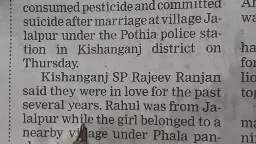 consumed pesticide and committed
suicide after marriage at village Ja-
lalpur under the Pothia police sta-
tion in Kishanganj district on
Thursday.
Kishanganj SP Rajeev Ranjan
said they were in love for the past
several years. Rahul was from Ja-
lalpur while the girl belonged to a
nearby village under Phala pan-